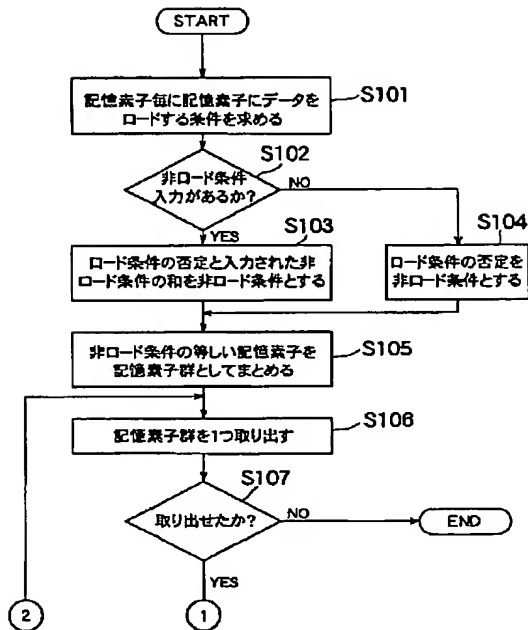 START
記憶素子毎に記憶素子にデータを
ロードする条件を求める
S101
S102
非ロード条件
入力があるか?
NO
YES
S103
ロード条件の否定と入力された非
ロード条件の和を非ロード条件とする
S104
ロード条件の否定を
非ロード条件とする
非ロード条件の等しい記憶素子を
記憶素子群としてまとめる
S105
記憶素子群を1つ取り出す
S106
S107
取り出せたか?
NO
END
YES
2
1